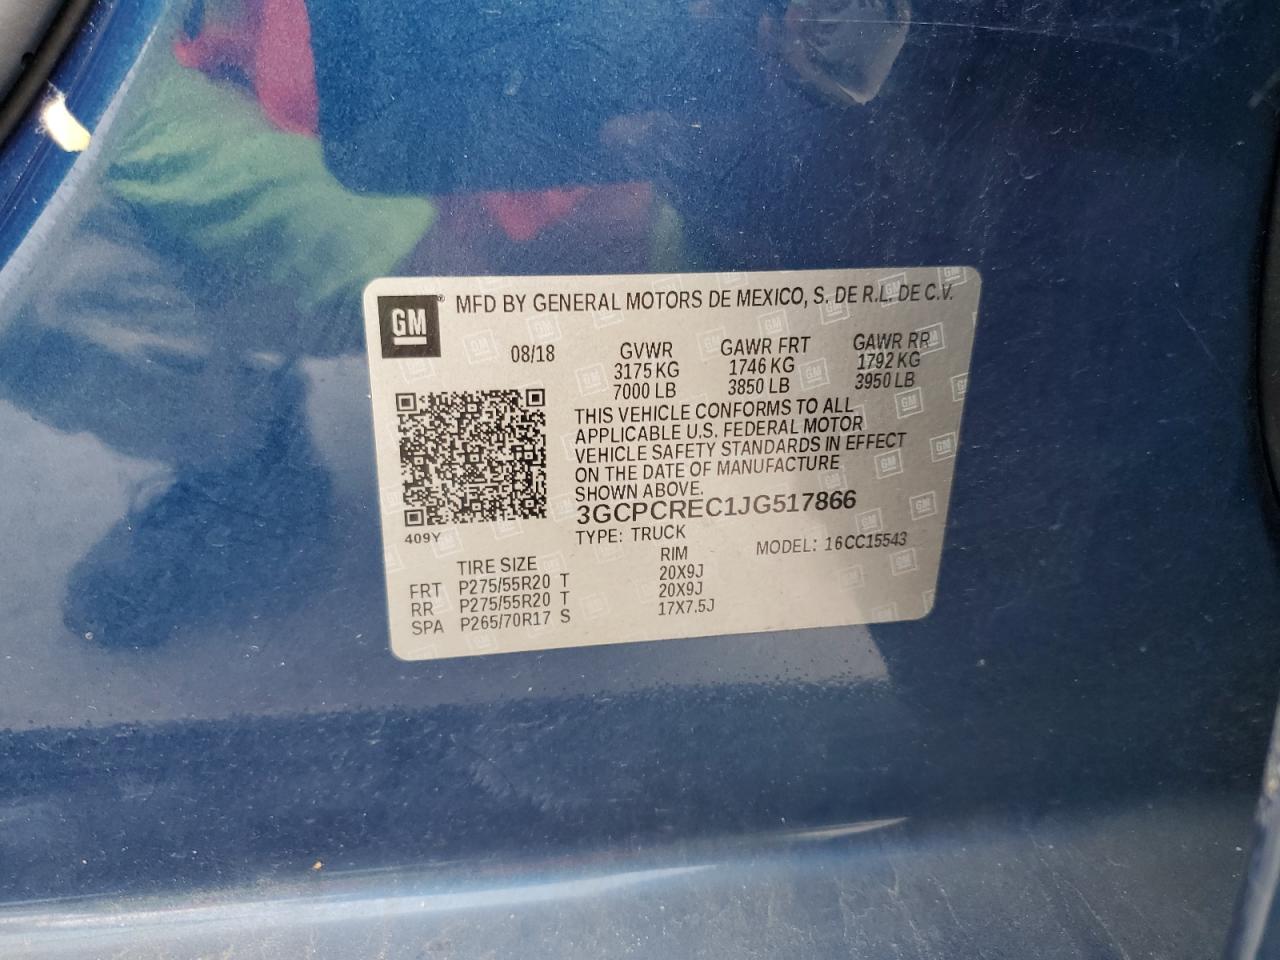 GM ® MFD BY GENERAL MOTORS DE MEXICO, S. DE R.L. DE C.V.
08/18 GVWR GAWR FRT GAWR RR
3175 KG 1746 KG 1792 KG
7000 LB 3850 LB 3950 LB
THIS VEHICLE CONFORMS TO ALL
APPLICABLE U.S. FEDERAL MOTOR
VEHICLE SAFETY STANDARDS IN EFFECT
ON THE DATE OF MANUFACTURE
SHOWN ABOVE.
3GCPCREC1JG517866
409Y TYPE: TRUCK MODEL: 16CC15543
TIRE SIZE RIM
FRT P275/55R20 T 20X9J
RR P275/55R20 T 20X9J
SPA P265/70R17 S 17X7.5J